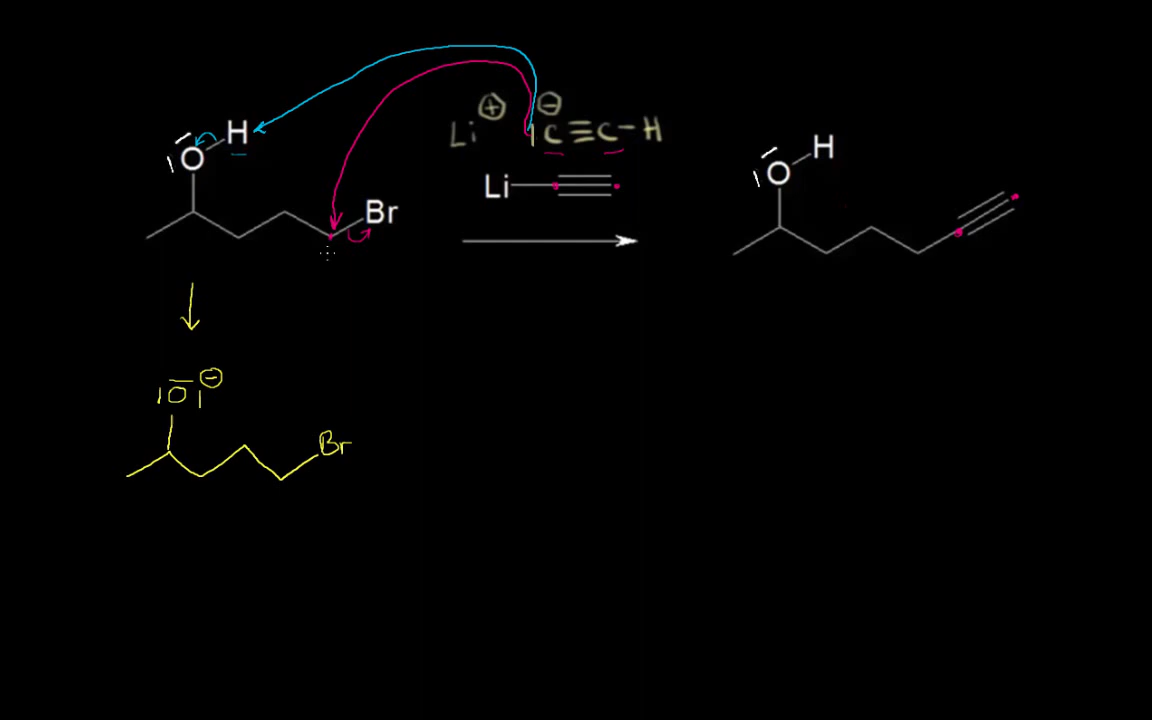 H
O
Br
Li ⊕ ⊖ C≡C-H
Li
O H
O ⊖
Br